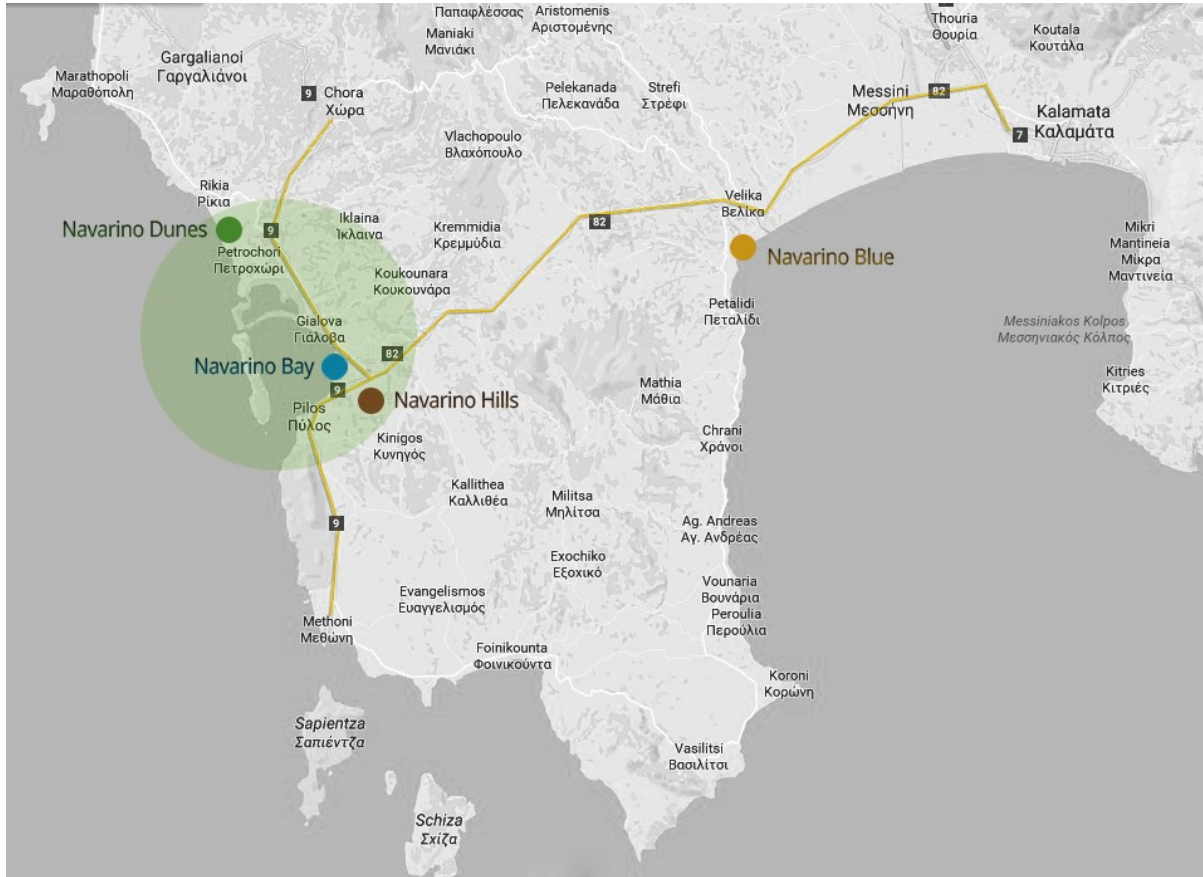 Παπαφλέσσας
Aristomenis
Αριστομένης
Maniaki
Μανιάκι
Thouria
Θουρία
Koutala
Κουτάλα
Gargalianoi
Γαργαλιάνοι
Marathopoli
Μαραθόπολη
9
Chora
Χώρα
Pelekanada
Πελεκανάδα
Strefi
Στρέφι
Messini
Μεσσήνη
82
Kalamata
Καλαμάτα
7
Vlachopoulo
Βλαχόπουλο
Rikia
Ρίκια
Velika
Βελίκα
Navarino Dunes
9
Iklaina
Ίκλαινα
Kremmidia
Κρεμμύδια
82
Mikri
Mantineia
Μίκρα
Μαντινεία
Petrochori
Πετροχώρι
Navarino Blue
Koukounara
Κουκουνάρα
Petalidi
Πεταλίδι
Gialova
Γιάλοβα
Messiniakos Kolpos
Μεσσηνιακός Κόλπος
82
Navarino Bay
9
Navarino Hills
Kitries
Κιτριές
Mathia
Μάθια
Pilos
Πύλος
Kinigos
Κυνηγός
Chrani
Χράνοι
Kallithea
Καλλιθέα
Militsa
Μηλίτσα
9
Ag. Andreas
Αγ. Ανδρέας
Exochiko
Εξοχικό
Evangelismos
Ευαγγελισμός
Vounaria
Βουνάρια
Peroulia
Περούλια
Methoni
Μεθώνη
Foinikounta
Φοινικούντα
Koroni
Κορώνη
Sapientza
Σαπιέντζα
Vasilitsi
Βασιλίτσι
Schiza
Σχίζα